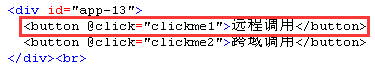 <div id="app-13">
<button @click="clickme1">远程调用</button>
<button @click="clickme2">跨域调用</button>
</div><br>